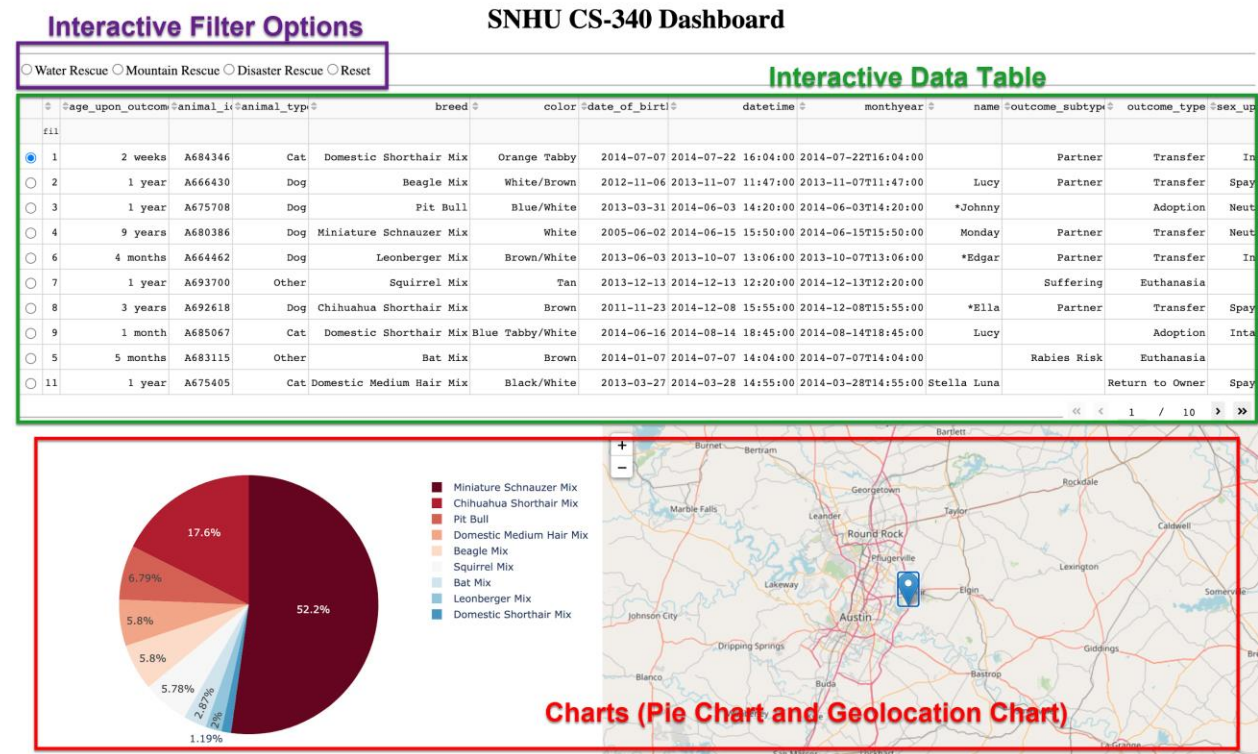 SNHU CS-340 Dashboard
Interactive Filter Options
Water Rescue Mountain Rescue Disaster Rescue Reset
Interactive Data Table
age_upon_outcome animal_id animal_type breed color date_of_birt datetime monthyear name outcome_subtype outcome_type sex_up
fil
1 2 weeks A684346 Cat Domestic Shorthair Mix Orange Tabby 2014-07-07 2014-07-22 16:04:00 2014-07-22T16:04:00 Partner Transfer In
2 1 year A666430 Dog Beagle Mix White/Brown 2012-11-06 2013-11-07 11:47:00 2013-11-07T11:47:00 Lucy Partner Transfer Spay
3 1 year A675708 Dog Pit Bull Blue/White 2013-03-31 2014-06-03 14:20:00 2014-06-03T14:20:00 *Johnny Adoption Neut
4 9 years A680386 Dog Miniature Schnauzer Mix White 2005-06-02 2014-06-15 15:50:00 2014-06-15T15:50:00 Monday Partner Transfer Neut
6 4 months A664462 Dog Leonberger Mix Brown/White 2013-06-03 2013-10-07 13:06:00 2013-10-07T13:06:00 *Edgar Partner Transfer In
7 1 year A693700 Other Squirrel Mix Tan 2013-12-13 2014-12-13 12:20:00 2014-12-13T12:20:00 Suffering Euthanasia
8 3 years A692618 Dog Chihuahua Shorthair Mix Brown 2011-11-23 2014-12-08 15:55:00 2014-12-08T15:55:00 *Ella Partner Transfer Spay
9 1 month A685067 Cat Domestic Shorthair Mix Blue Tabby/White 2014-06-16 2014-08-14 18:45:00 2014-08-14T18:45:00 Lucy Adoption Inta
5 5 months A683115 Other Bat Mix Brown 2014-01-07 2014-07-07 14:04:00 2014-07-07T14:04:00 Rabies Risk Euthanasia
11 1 year A675405 Cat Domestic Medium Hair Mix Black/White 2013-03-27 2014-03-28 14:55:00 2014-03-28T14:55:00 Stella Luna Return to Owner Spay
« ‹ 1 / 10 › »
52.2%
17.6%
6.79%
5.8%
5.8%
5.78%
2.87%
2%
1.19%
Miniature Schnauzer Mix
Chihuahua Shorthair Mix
Pit Bull
Domestic Medium Hair Mix
Beagle Mix
Squirrel Mix
Bat Mix
Leonberger Mix
Domestic Shorthair Mix
+
−
Bartlett
Burnet
Bertram
Rockdale
Georgetown
Marble Falls
Leander
Taylor
Caldwell
Round Rock
Pflugerville
Lexington
Lakeway
Elgin
Somerville
Johnson City
Austin
Dripping Springs
Giddings
Blanco
Bastrop
Buda
Charts (Pie Chart and Geolocation Chart)
La Grange
San Marcos
Lockhart